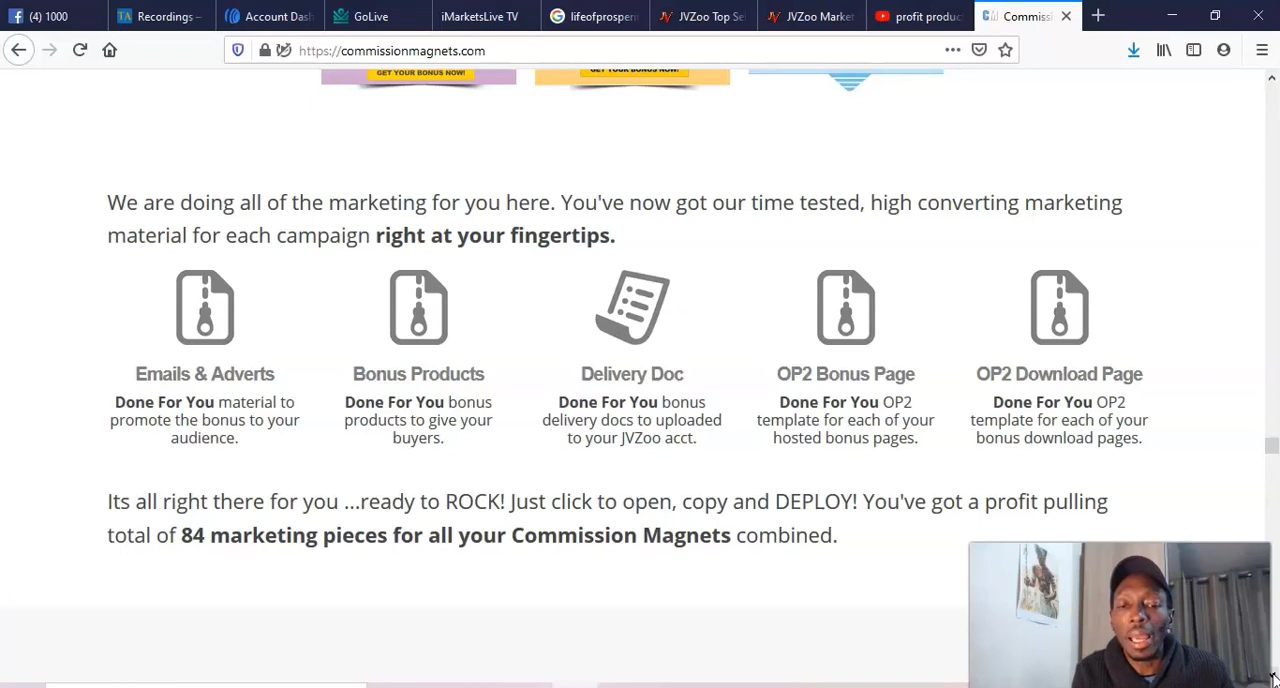 (4) 1000
Recordings –
Account Das
GoLive
iMarketsLive TV
lifeofprosper
JVZoo Top Se
JVZoo Market
profit produc
Commissi
https://commissionmagnets.com
GET YOUR BONUS NOW!
GET YOUR BONUS NOW!
We are doing all of the marketing for you here. You've now got our time tested, high converting marketing
material for each campaign right at your fingertips.
Emails & Adverts
Done For You material to
promote the bonus to your
audience.
Bonus Products
Done For You bonus
products to give your
buyers.
Delivery Doc
Done For You bonus
delivery docs to uploaded
to your JVZoo acct.
OP2 Bonus Page
Done For You OP2
template for each of your
hosted bonus pages.
OP2 Download Page
Done For You OP2
template for each of your
bonus download pages.
Its all right there for you ...ready to ROCK! Just click to open, copy and DEPLOY! You've got a profit pulling
total of 84 marketing pieces for all your Commission Magnets combined.